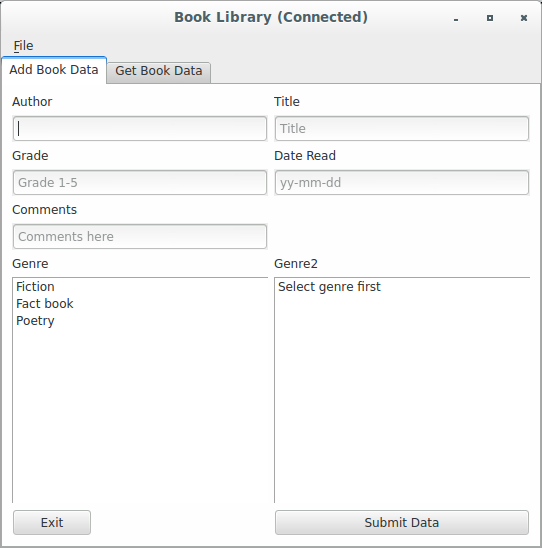 Book Library (Connected)
File
Add Book Data Get Book Data
Author Title
Title
Grade Date Read
Grade 1-5 yy-mm-dd
Comments
Comments here
Genre Genre2
Fiction Select genre first
Fact book
Poetry
Exit Submit Data